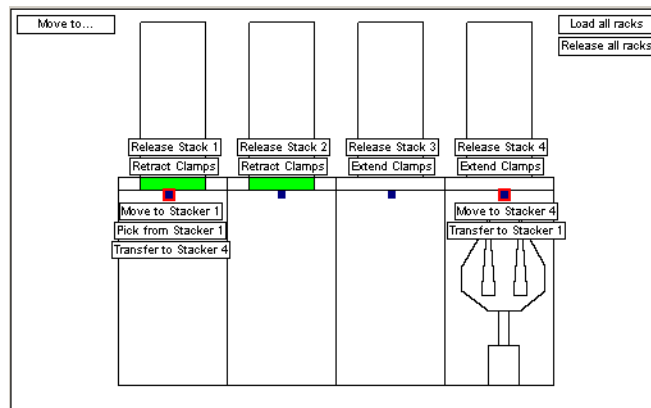 Move to...
Load all racks
Release all racks
Release Stack 1
Release Stack 2
Release Stack 3
Release Stack 4
Retract Clamps
Retract Clamps
Extend Clamps
Extend Clamps
Move to Stacker 1
Move to Stacker 4
Pick from Stacker 1
Transfer to Stacker 1
Transfer to Stacker 4